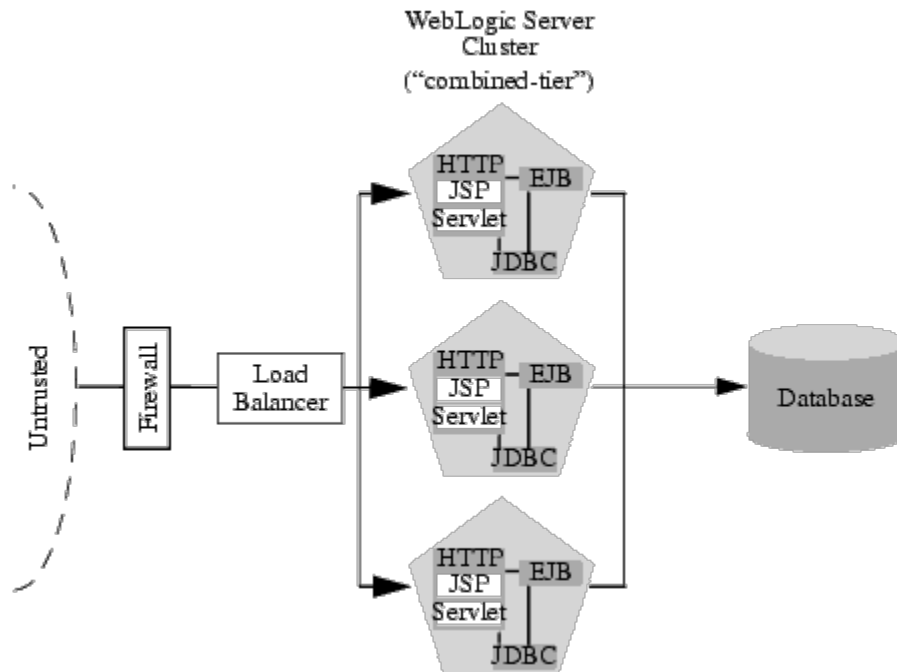 WebLogic Server
Cluster
(“combined-tier”)
Untrusted
Firewall
Load
Balancer
HTTP
JSP
Servlet
EJB
JDBC
HTTP
JSP
Servlet
EJB
JDBC
HTTP
JSP
Servlet
EJB
JDBC
Database